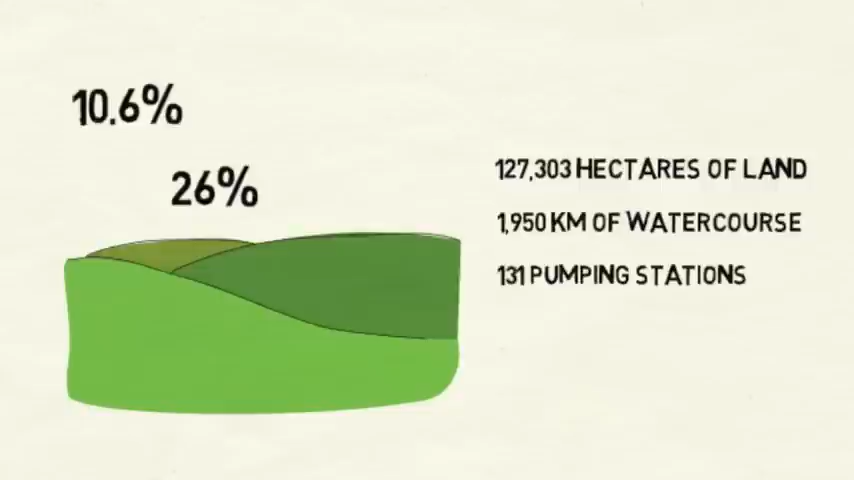 10.6%
26%
127,303 HECTARES OF LAND
1,950 KM OF WATERCOURSE
131 PUMPING STATIONS